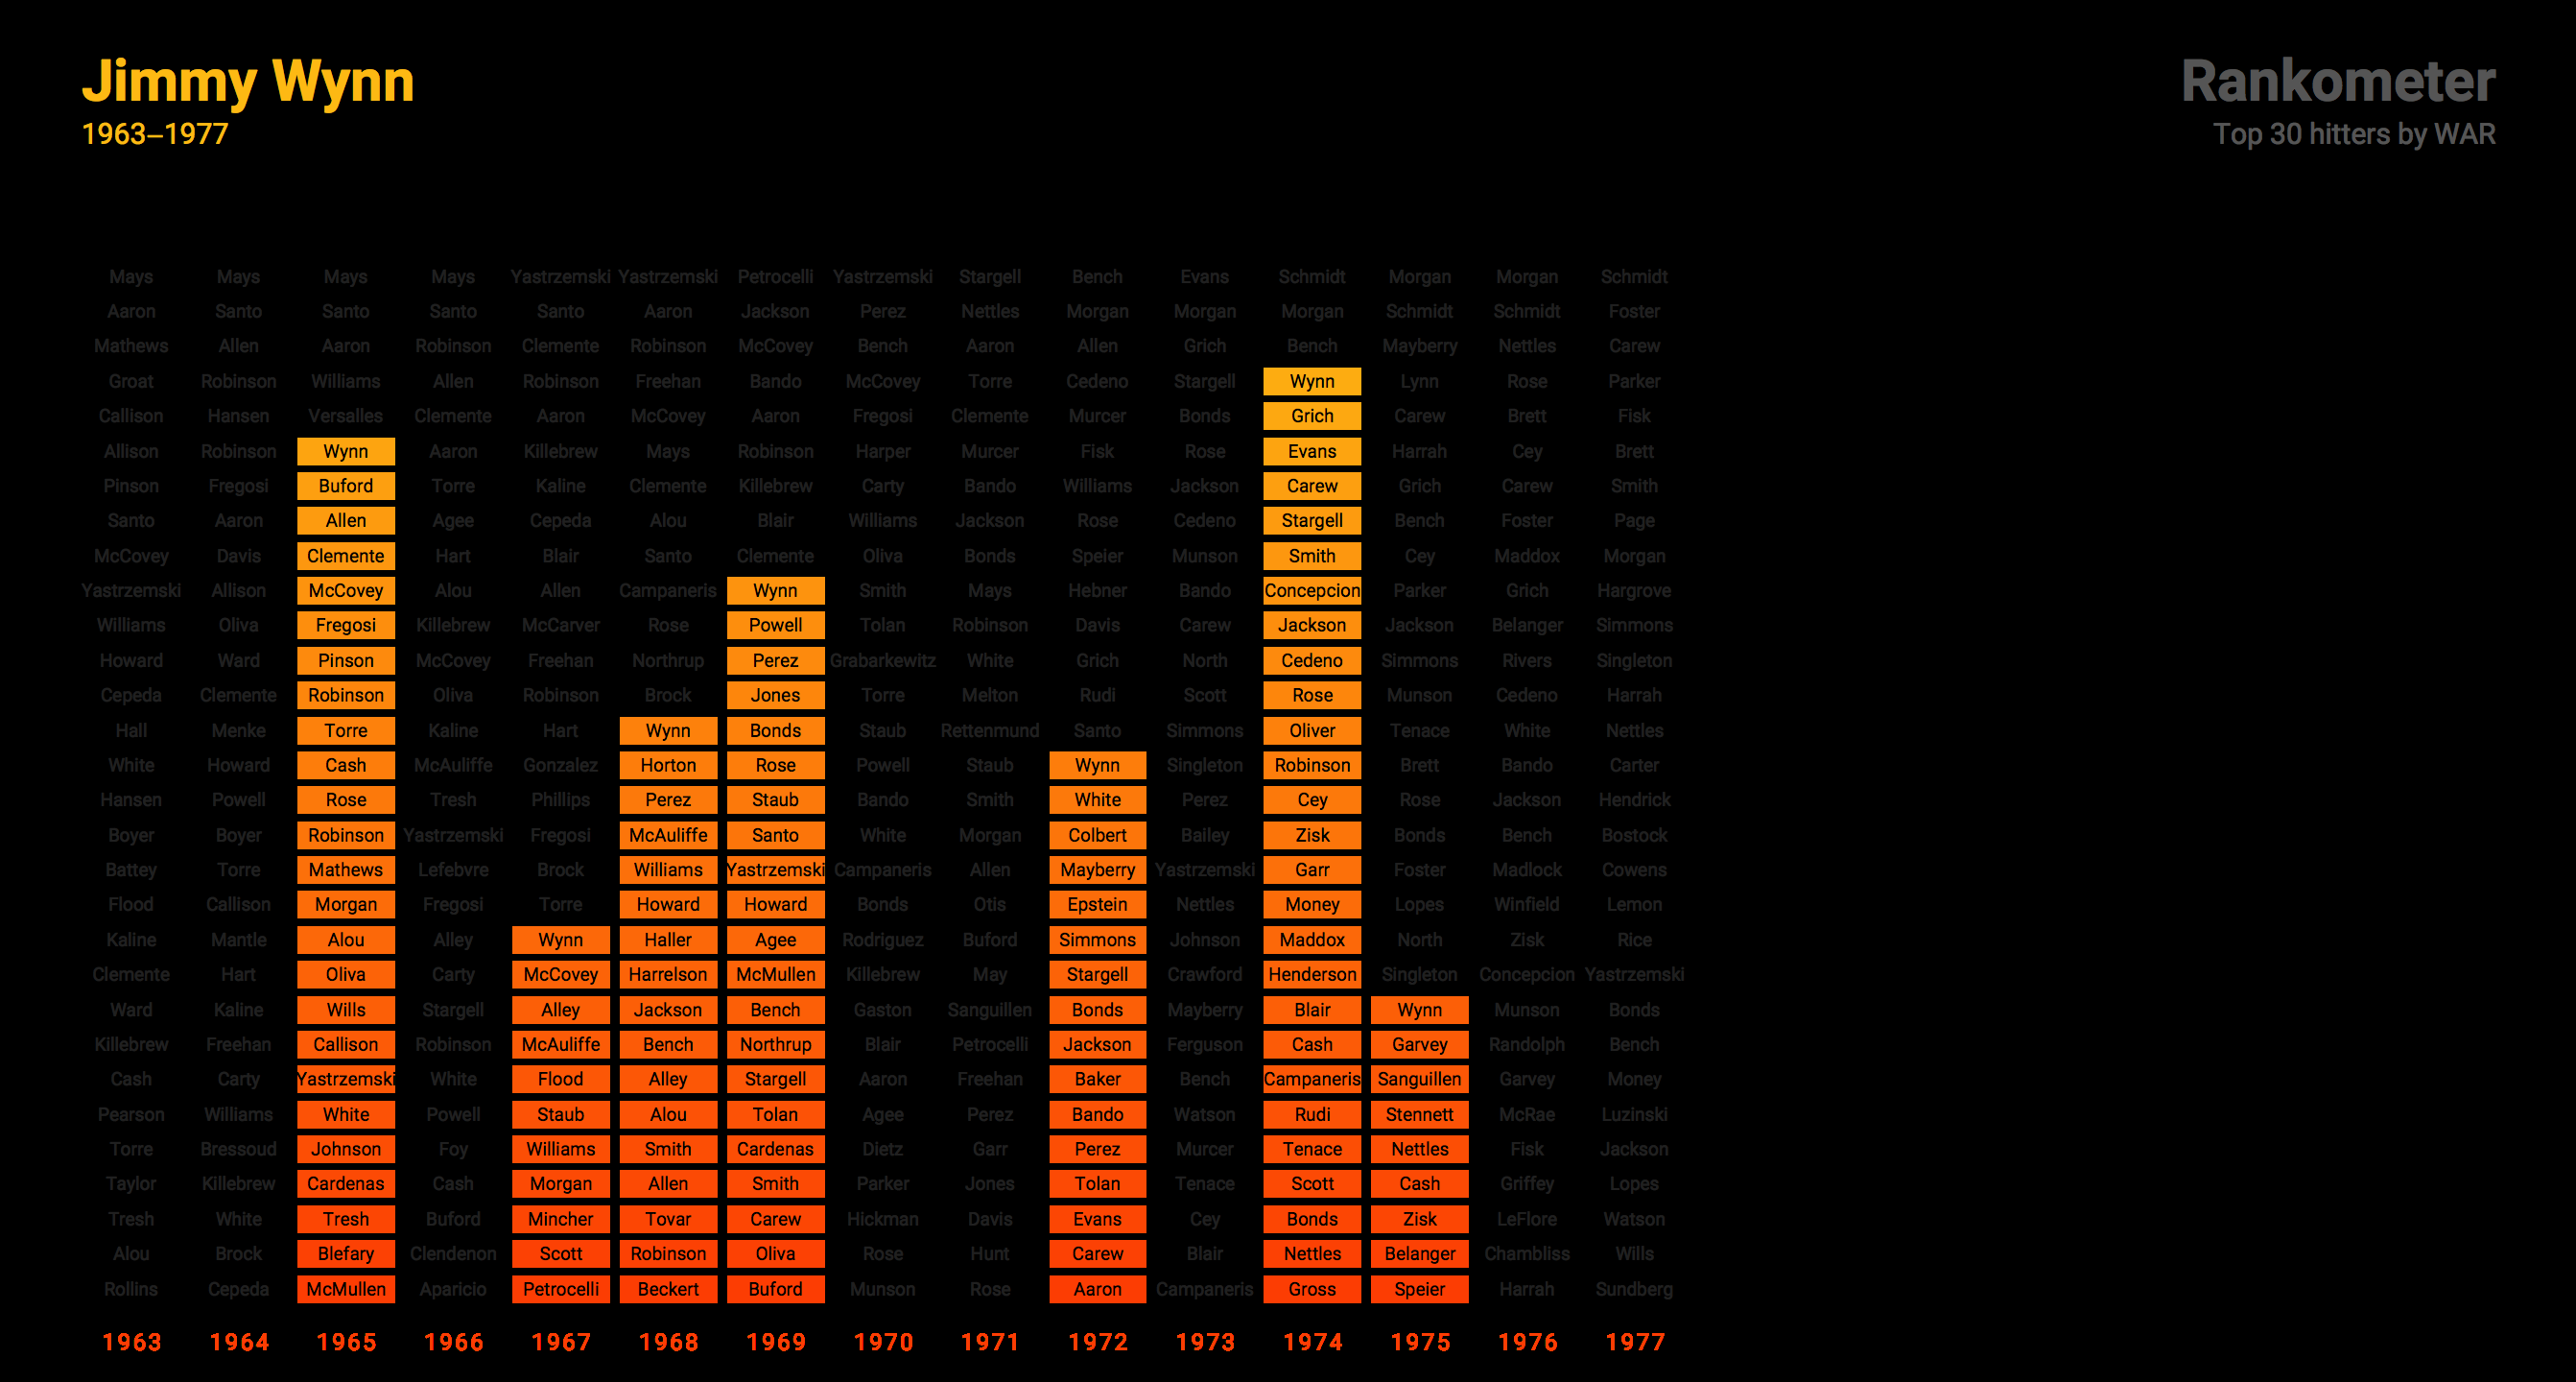 Jimmy Wynn
1963–1977
Rankometer
Top 30 hitters by WAR
Mays Mays Mays Mays Yastrzemski Yastrzemski Petrocelli Yastrzemski Stargell Bench Evans Schmidt Morgan Morgan Schmidt
Aaron Santo Santo Santo Santo Aaron Jackson Perez Nettles Morgan Morgan Morgan Schmidt Schmidt Foster
Mathews Allen Aaron Robinson Clemente Robinson McCovey Bench Aaron Allen Grich Bench Mayberry Nettles Carew
Groat Robinson Williams Allen Robinson Freehan Bando McCovey Torre Cedeno Stargell Wynn Lynn Rose Parker
Callison Hansen Versalles Clemente Aaron McCovey Aaron Fregosi Clemente Murcer Bonds Grich Carew Brett Fisk
Allison Robinson Wynn Aaron Killebrew Mays Robinson Harper Murcer Fisk Rose Evans Harrah Cey Brett
Pinson Fregosi Buford Torre Kaline Clemente Killebrew Carty Bando Williams Jackson Carew Grich Carew Smith
Santo Aaron Allen Agee Cepeda Alou Blair Williams Jackson Rose Cedeno Stargell Bench Foster Page
McCovey Davis Clemente Hart Blair Santo Clemente Oliva Bonds Speier Munson Smith Cey Maddox Morgan
Yastrzemski Allison McCovey Alou Allen Campaneris Wynn Smith Mays Hebner Bando Concepcion Parker Grich Hargrove
Williams Oliva Fregosi Killebrew McCarver Rose Powell Tolan Robinson Davis Carew Jackson Jackson Belanger Simmons
Howard Ward Pinson McCovey Freehan Northrup Perez Grabarkewitz White Grich North Cedeno Simmons Rivers Singleton
Cepeda Clemente Robinson Oliva Robinson Brock Jones Torre Melton Rudi Scott Rose Munson Cedeno Harrah
Hall Menke Torre Kaline Hart Wynn Bonds Staub Rettenmund Santo Simmons Oliver Tenace White Nettles
White Howard Cash McAuliffe Gonzalez Horton Rose Powell Staub Wynn Singleton Robinson Brett Bando Carter
Hansen Powell Rose Tresh Phillips Perez Staub Bando Smith White Perez Cey Rose Jackson Hendrick
Boyer Boyer Robinson Yastrzemski Fregosi McAuliffe Santo White Morgan Colbert Bailey Zisk Bonds Bench Bostock
Battey Torre Mathews Lefebvre Brock Williams Yastrzemski Campaneris Allen Mayberry Yastrzemski Garr Foster Madlock Cowens
Flood Callison Morgan Fregosi Torre Howard Howard Bonds Otis Epstein Nettles Money Lopes Winfield Lemon
Kaline Mantle Alou Alley Wynn Haller Agee Rodriguez Buford Simmons Johnson Maddox North Zisk Rice
Clemente Hart Oliva Carty McCovey Harrelson McMullen Killebrew May Stargell Crawford Henderson Singleton Concepcion Yastrzemski
Ward Kaline Wills Stargell Alley Jackson Bench Gaston Sanguillen Bonds Mayberry Blair Wynn Munson Bonds
Killebrew Freehan Callison Robinson McAuliffe Bench Northrup Blair Petrocelli Jackson Ferguson Cash Garvey Randolph Bench
Cash Carty Yastrzemski White Flood Alley Stargell Aaron Freehan Baker Bench Campaneris Sanguillen Garvey Money
Pearson Williams White Powell Staub Alou Tolan Agee Perez Bando Watson Rudi Stennett McRae Luzinski
Torre Bressoud Johnson Foy Williams Smith Cardenas Dietz Garr Perez Murcer Tenace Nettles Fisk Jackson
Taylor Killebrew Cardenas Cash Morgan Allen Smith Parker Jones Tolan Tenace Scott Cash Griffey Lopes
Tresh White Tresh Buford Mincher Tovar Carew Hickman Davis Evans Cey Bonds Zisk LeFlore Watson
Alou Brock Blefary Clendenon Scott Robinson Oliva Rose Hunt Carew Blair Nettles Belanger Chambliss Wills
Rollins Cepeda McMullen Aparicio Petrocelli Beckert Buford Munson Rose Aaron Campaneris Gross Speier Harrah Sundberg
1963 1964 1965 1966 1967 1968 1969 1970 1971 1972 1973 1974 1975 1976 1977